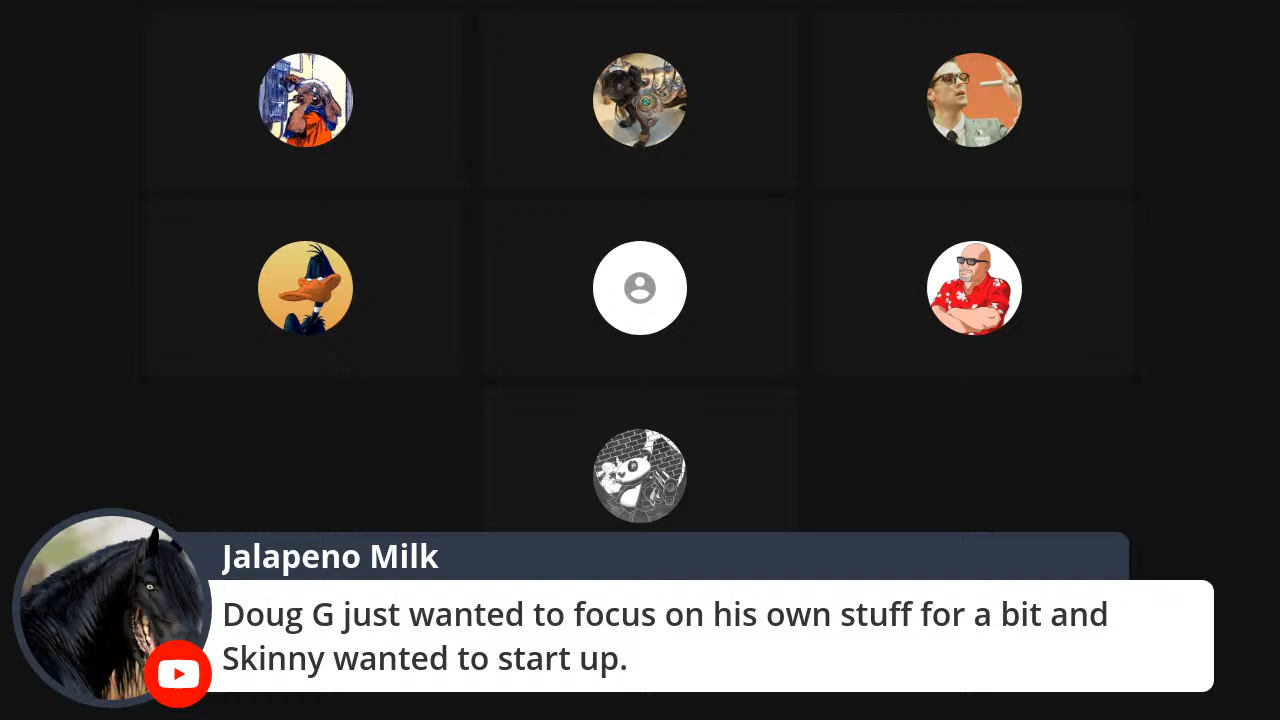 Jalapeno Milk
Doug G just wanted to focus on his own stuff for a bit and
Skinny wanted to start up.